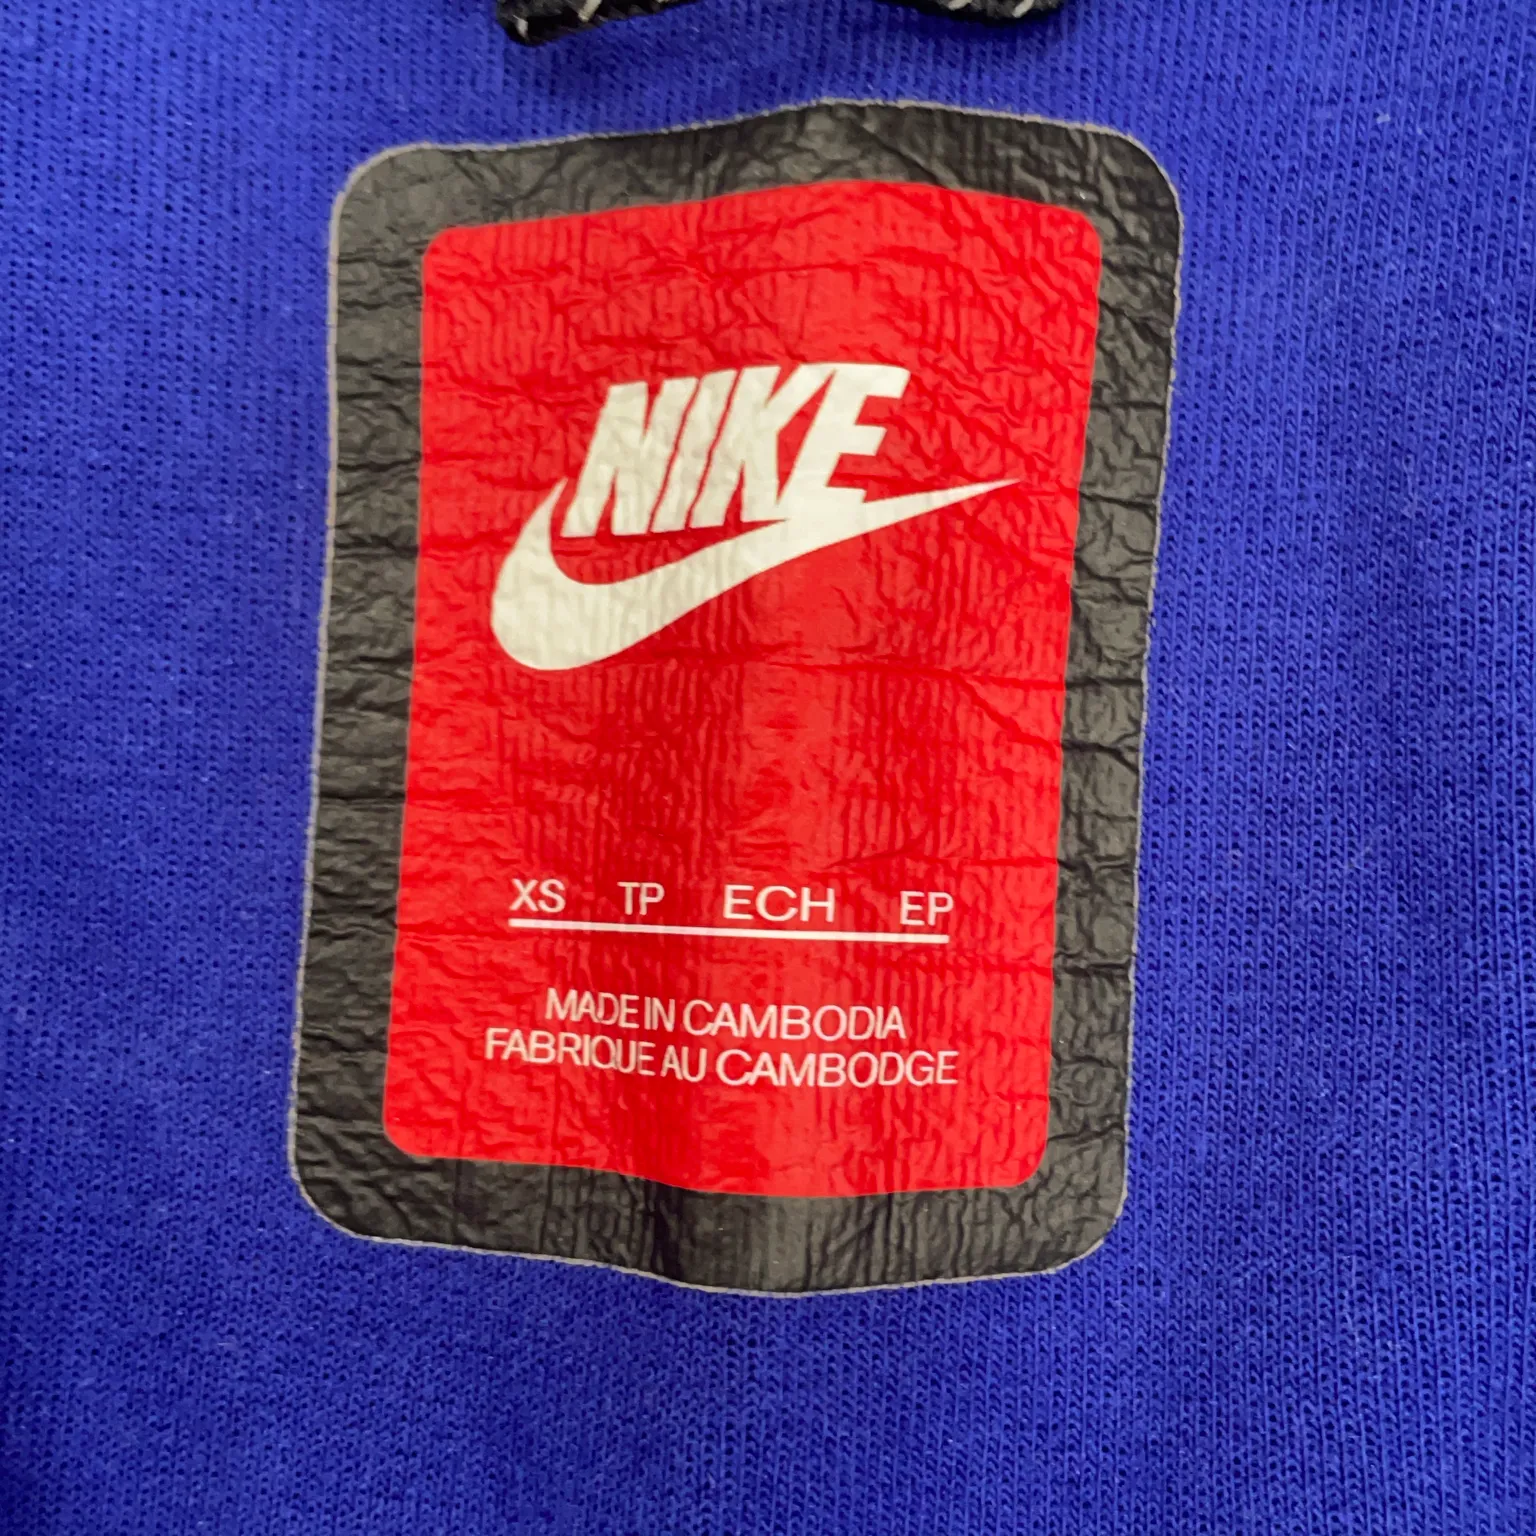 NIKE
XS TP ECH EP
MADE IN CAMBODIA
FABRIQUE AU CAMBODGE